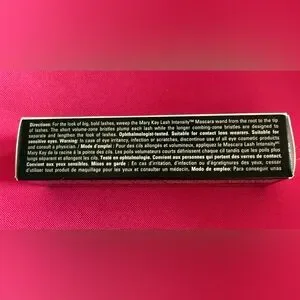 Directions: For the look of big, bold lashes, sweep the Mary Kay Lash Intensity™ Mascara wand from the root to the tip
of lashes. The short volume-zone bristles plump each lash while the longer combing-zone bristles are designed to
separate and lengthen the look of lashes. Ophthalmologist-tested. Suitable for contact lens wearers. Suitable for
sensitive eyes. Warning: In case of eye irritation, infection or scratches, discontinue use of all eye cosmetic products
and consult a physician. / Mode d'emploi : Pour des cils allongés et volumineux, appliquer le Mascara Lash Intensity™
Mary Kay de la racine à la pointe des cils. Les poils volumateurs courts définissent chaque cil tandis que les poils plus
longs séparent et allongent les cils. Testé en ophtalmologie. Convient aux personnes qui portent des verres de contact.
Convient aux yeux sensibles. Mises en garde : En cas d'irritation, d'infection ou d'égratignures des yeux, cesser
d'utiliser tout produit de maquillage pour les yeux et consulter un médecin. Modo de empleo: Para conseguir unas